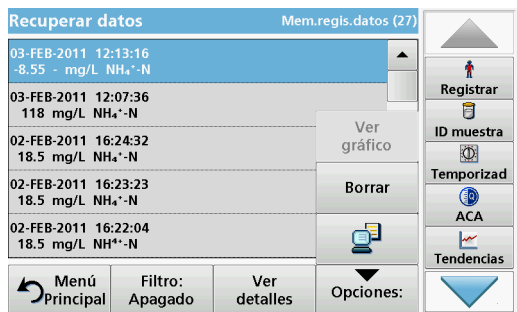 Recuperar datos
Mem.regis.datos (27)
03-FEB-2011 12:13:16
-8.55 - mg/L NH₄⁺-N
03-FEB-2011 12:07:36
118 mg/L NH₄⁺-N
02-FEB-2011 16:24:32
18.5 mg/L NH₄⁺-N
02-FEB-2011 16:23:23
18.5 mg/L NH₄⁺-N
02-FEB-2011 16:22:04
18.5 mg/L NH⁴⁺-N
Ver
gráfico
Borrar
Menú
Principal
Filtro:
Apagado
Ver
detalles
Opciones:
Registrar
ID muestra
Temporizad
ACA
Tendencias